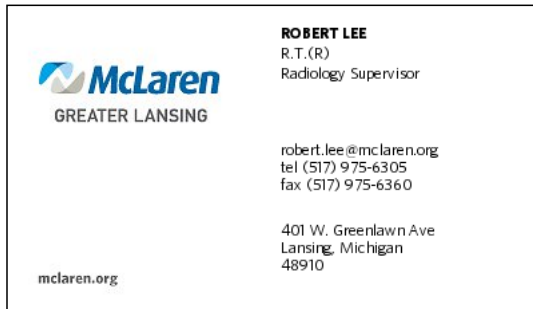 McLaren
GREATER LANSING
mclaren.org
ROBERT LEE
R.T.(R)
Radiology Supervisor
robert.lee@mclaren.org
tel (517) 975-6305
fax (517) 975-6360
401 W. Greenlawn Ave
Lansing, Michigan
48910